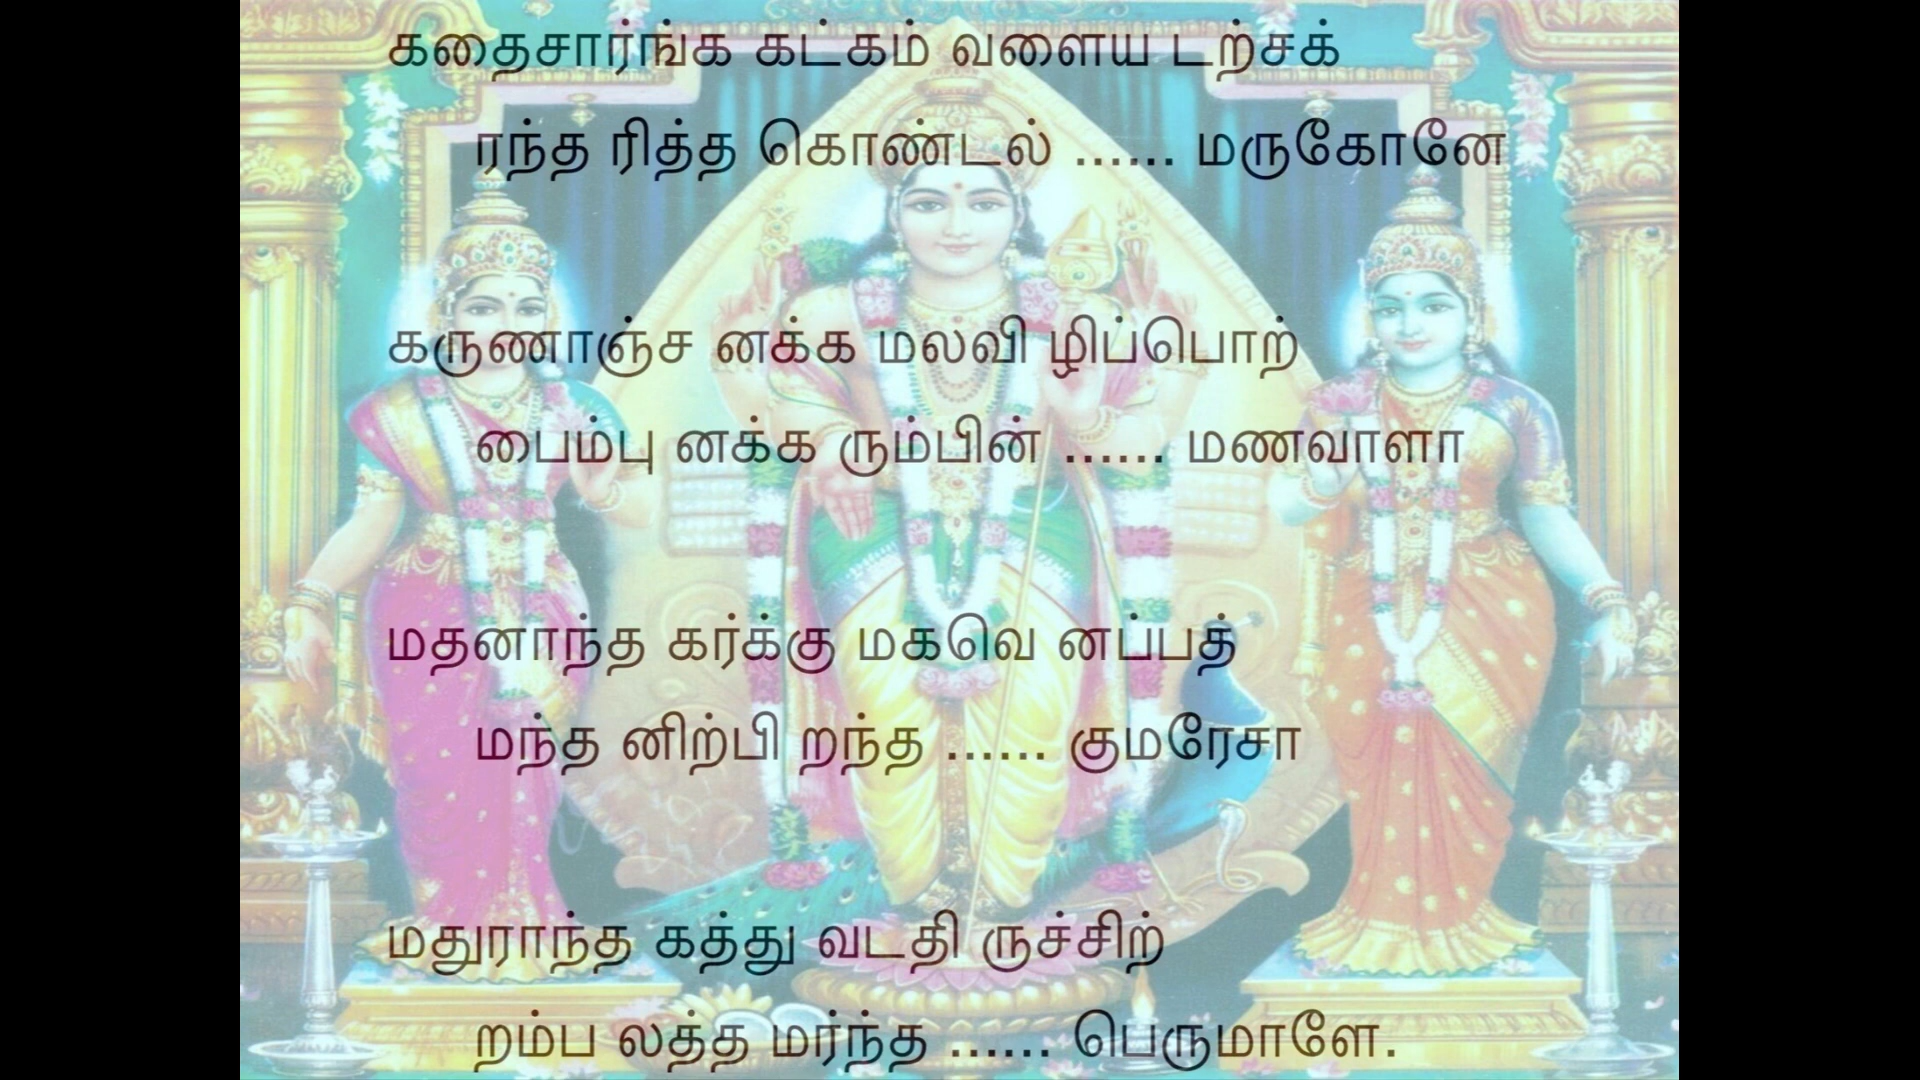 கதைசார்ங்க கட்கம் வளைய டற்சக்
ரந்த ரித்த கொண்டல் ...... மருகோனே
கருணாஞ்ச னக்க மலவி ழிப்பொற்
பைம்பு னக்க ரும்பின் ...... மணவாளா
மதனாந்த கர்க்கு மகவெ னப்பத்
மந்த னிற்பி றந்த ...... குமரேசா
மதுராந்த கத்து வடதி ருச்சிற்
றம்ப லத்த மர்ந்த ...... பெருமாளே.